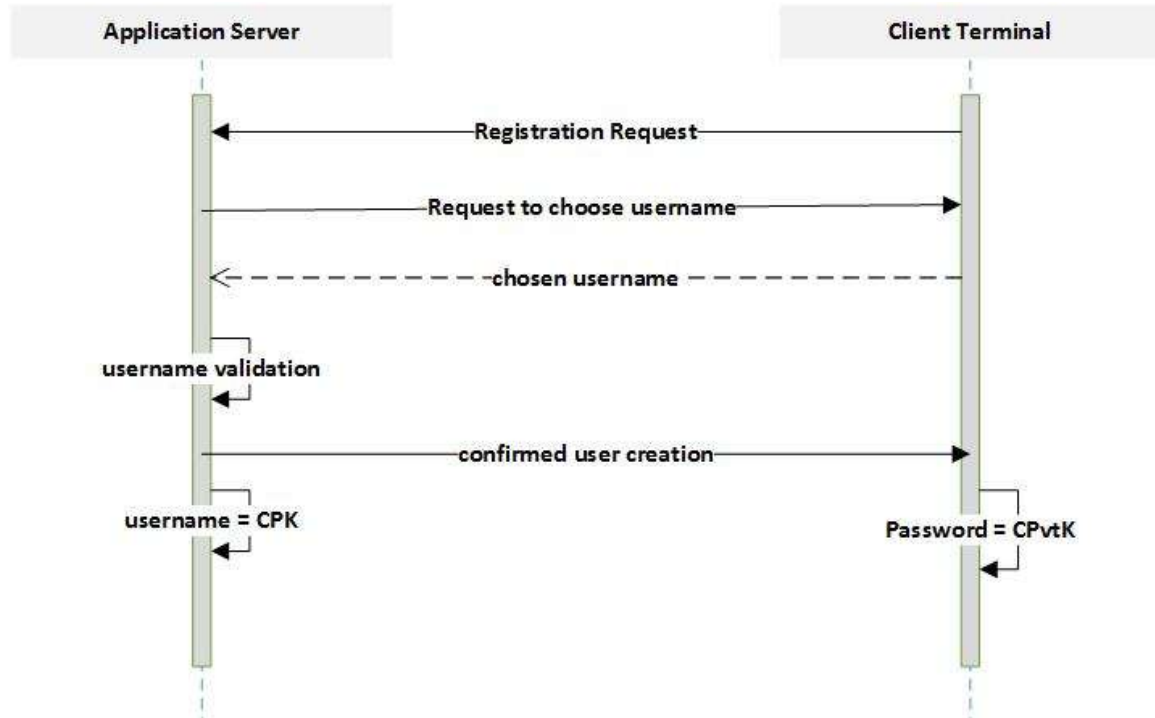 Application Server
Client Terminal
Registration Request
Request to choose username
chosen username
username validation
confirmed user creation
username = CPK
Password = CPvtK